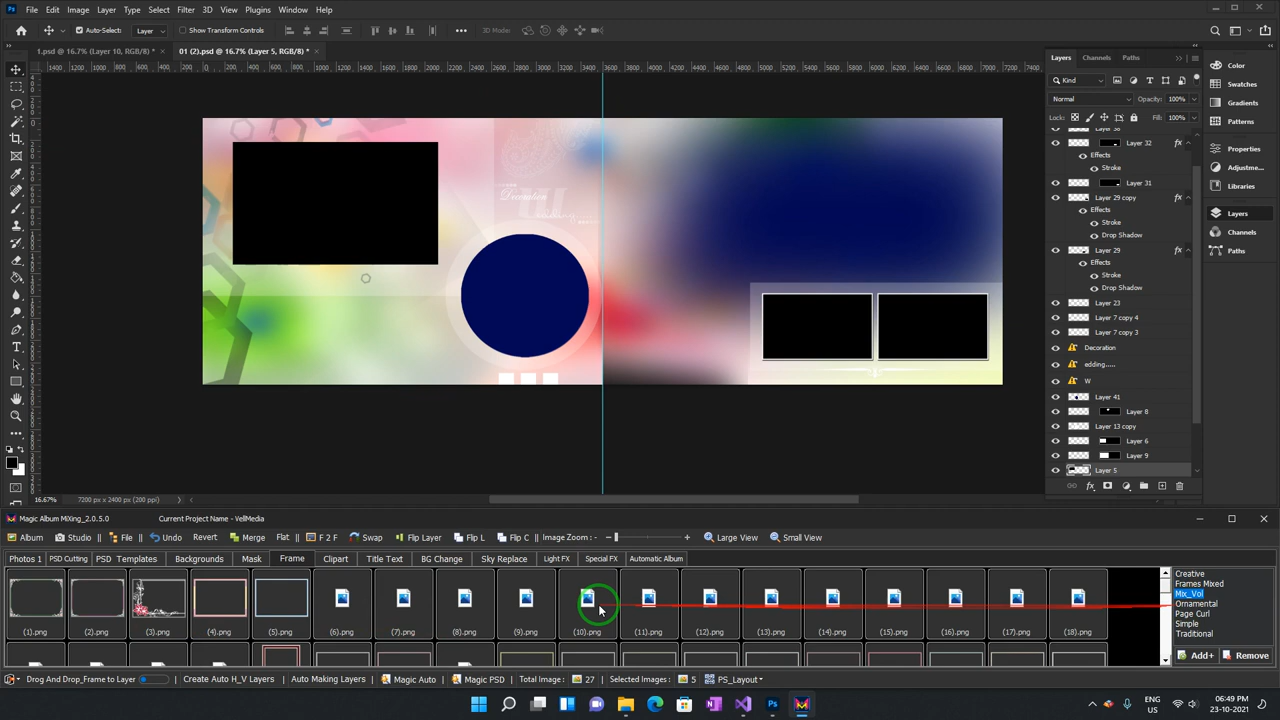 File Edit Image Layer Type Select Filter 3D View Plugins Window Help
Auto-Select: Layer Show Transform Controls 3D Mode:
1.psd @ 16.7% (Layer 10, RGB/8) * × 01 (2).psd @ 16.7% (Layer 5, RGB/8) * ×
Layers Channels Paths
Kind
Normal Opacity: 100%
Lock: Fill: 100%
Layer 32 fx
Effects
Stroke
Layer 31
Layer 29 copy fx
Effects
Stroke
Drop Shadow
Layer 29 fx
Effects
Stroke
Drop Shadow
Layer 23
Layer 7 copy 4
Layer 7 copy 3
Decoration
edding.....
W
Layer 41
Layer 8
Layer 13 copy
Layer 6
Layer 9
Layer 5
Color
Swatches
Gradients
Patterns
Properties
Adjustme...
Libraries
Layers
Channels
Paths
Decoration
W
edding.....
16.67% 7200 px x 2400 px (200 ppi)
Magic Album MiXing_2.0.5.0 Current Project Name - VellMedia
Album Studio File Undo Revert Merge Flat F 2 F Swap Flip Layer Flip L Flip C Image Zoom : - Large View Small View
Photos 1 PSD Cutting PSD Templates Backgrounds Mask Frame Clipart Title Text BG Change Sky Replace Light FX Special FX Automatic Album
(1).png (2).png (3).png (4).png (5).png (6).png (7).png (8).png (9).png (10).png (11).png (12).png (13).png (14).png (15).png (16).png (17).png (18).png
Creative
Frames Mixed
Mix_Vol
Ornamental
Page Curl
Simple
Traditional
Add+ Remove
Drog And Drop_Frame to Layer Create Auto H_V Layers Auto Making Layers Magic Auto Magic PSD Total Image : 27 Selected Images : 5 PS_Layout
ENG
US
06:49 PM
23-10-2021